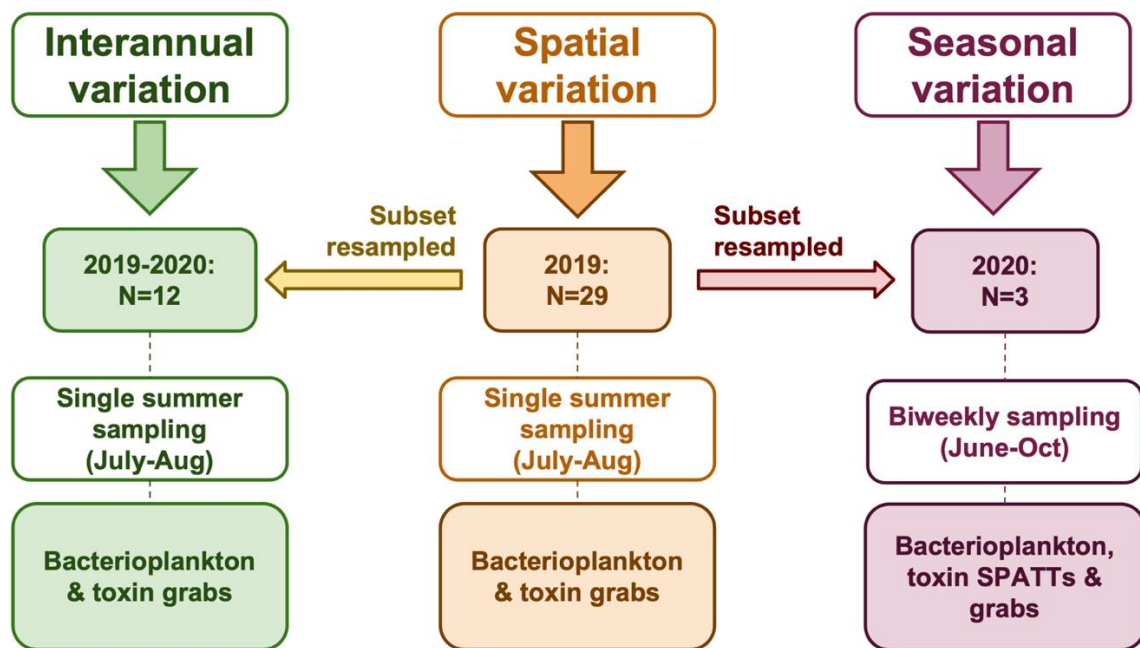 Interannual
variation
Spatial
variation
Seasonal
variation
Subset
resampled
Subset
resampled
2019-2020:
N=12
2019:
N=29
2020:
N=3
Single summer
sampling
(July-Aug)
Single summer
sampling
(July-Aug)
Biweekly sampling
(June-Oct)
Bacterioplankton
& toxin grabs
Bacterioplankton
& toxin grabs
Bacterioplankton,
toxin SPATTs &
grabs